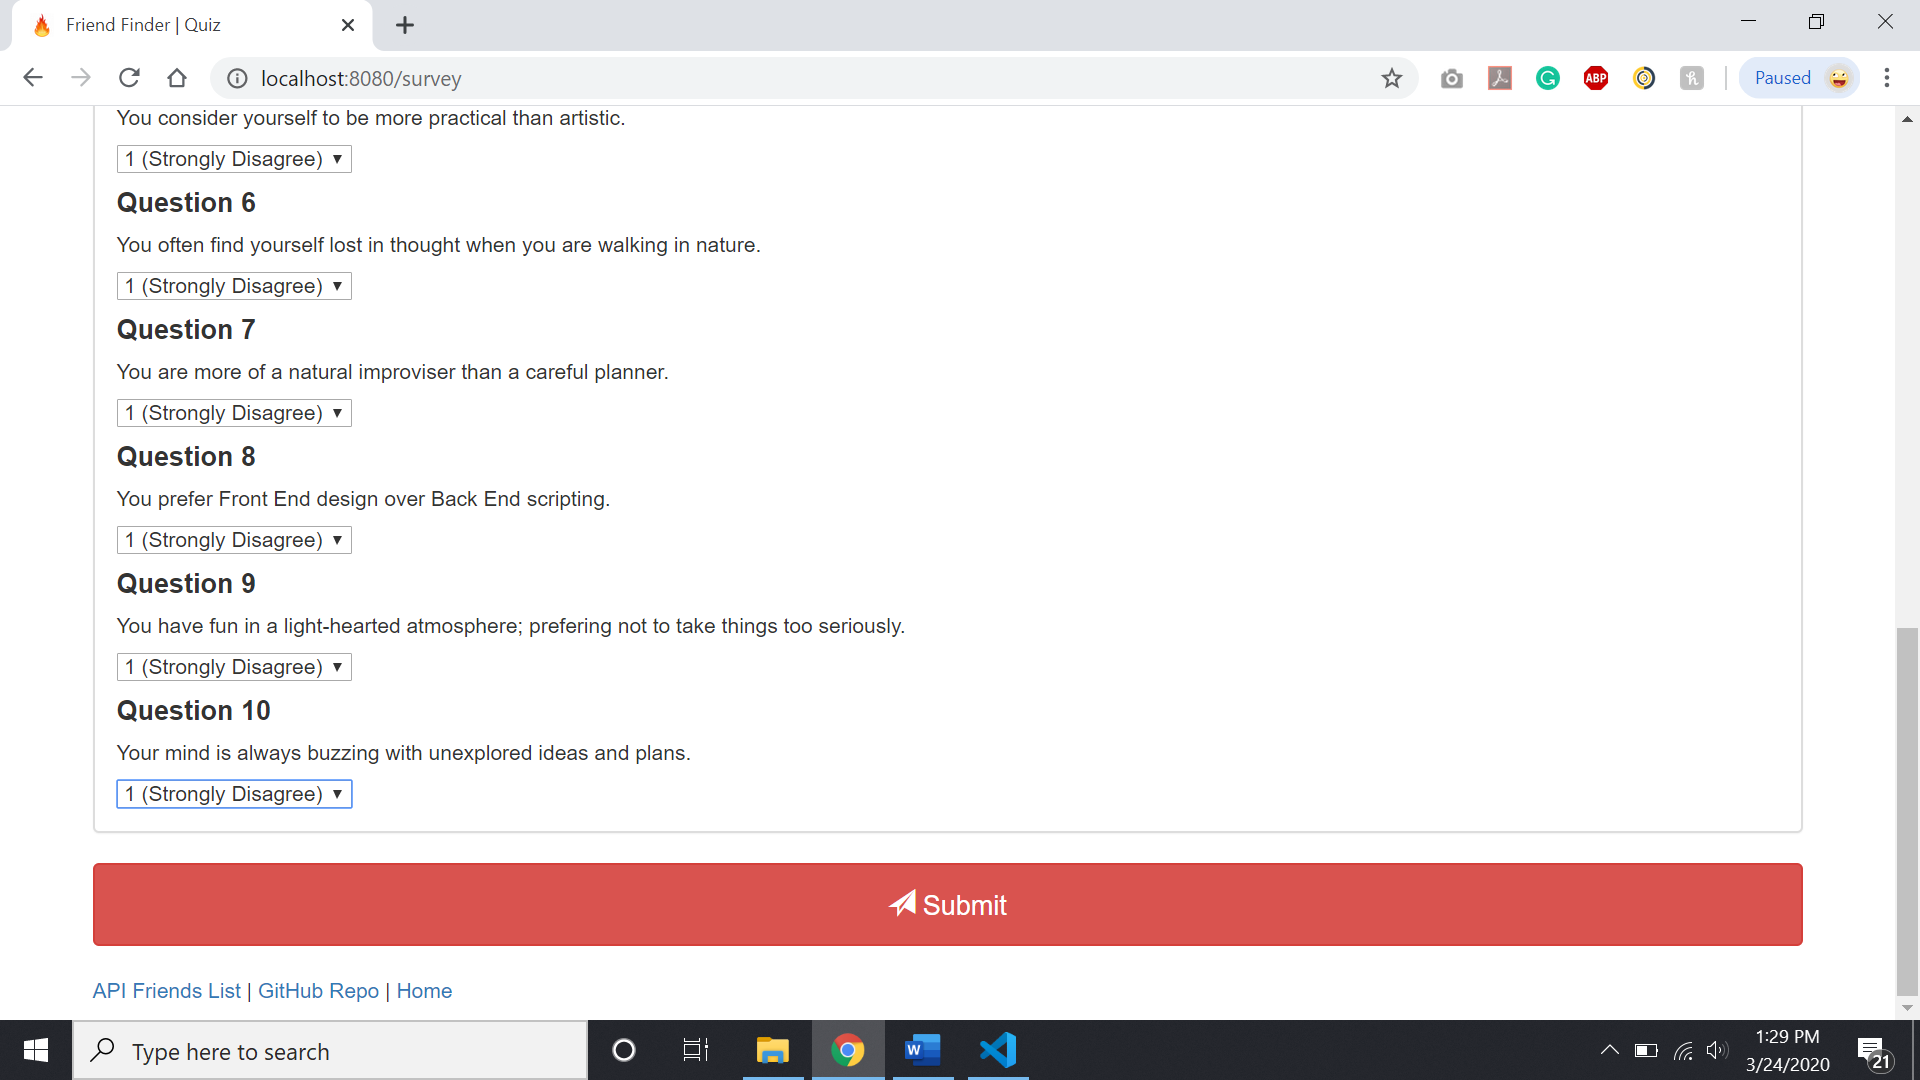 Friend Finder | Quiz
localhost:8080/survey
ABP
Paused
You consider yourself to be more practical than artistic.
1 (Strongly Disagree)
Question 6
You often find yourself lost in thought when you are walking in nature.
1 (Strongly Disagree)
Question 7
You are more of a natural improviser than a careful planner.
1 (Strongly Disagree)
Question 8
You prefer Front End design over Back End scripting.
1 (Strongly Disagree)
Question 9
You have fun in a light-hearted atmosphere; prefering not to take things too seriously.
1 (Strongly Disagree)
Question 10
Your mind is always buzzing with unexplored ideas and plans.
1 (Strongly Disagree)
Submit
API Friends List | GitHub Repo | Home
Type here to search
W
1:29 PM
3/24/2020
21